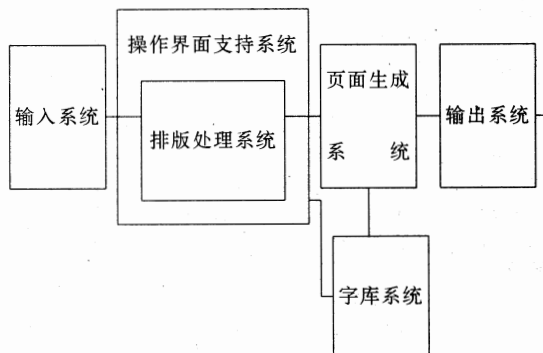 操作界面支持系统
输入系统
排版处理系统
页面生成
系统
输出系统
字库系统